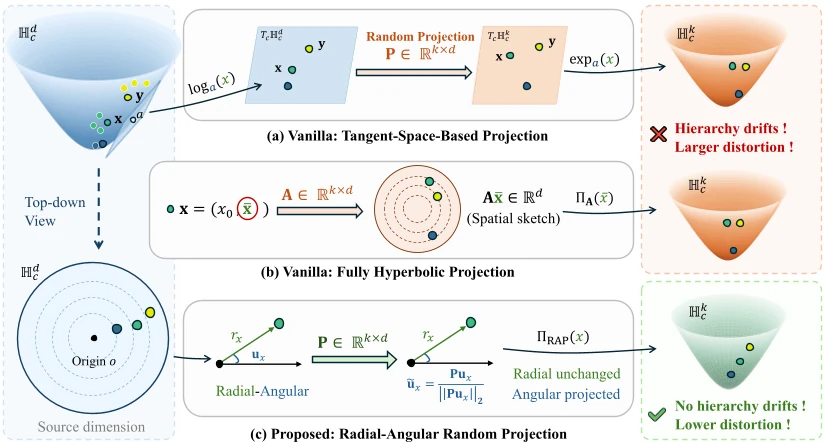 ℍ_c^d
y
x
a
Top-down
View
ℍ_c^d
Origin o
Source dimension
log_a(x)
T_cℍ_c^d
y
x
Random Projection
P ∈ ℝ^{k×d}
T_cℍ_c^k
y
x
exp_a(x)
(a) Vanilla: Tangent-Space-Based Projection
ℍ_c^k
Hierarchy drifts !
Larger distortion !
x = (x_0, x̄ )
A ∈ ℝ^{k×d}
Ax̄ ∈ ℝ^d
(Spatial sketch)
Π_A(x̄)
(b) Vanilla: Fully Hyperbolic Projection
ℍ_c^k
r_x
u_x
Radial-Angular
P ∈ ℝ^{k×d}
r_x
ũ_x = Pu_x / ||Pu_x||_2
Π_RAP(x)
Radial unchanged
Angular projected
(c) Proposed: Radial-Angular Random Projection
ℍ_c^k
No hierarchy drifts !
Lower distortion !